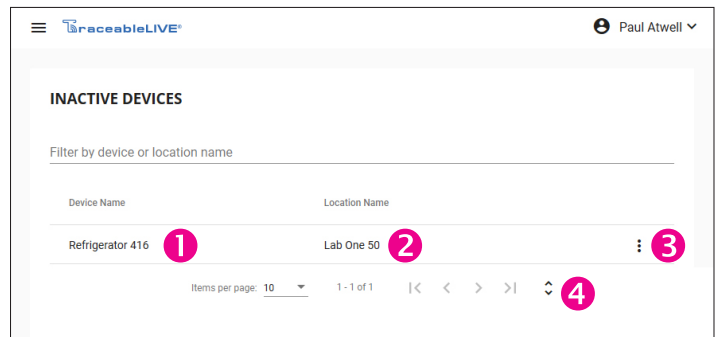 TraceableLIVE® Paul Atwell
INACTIVE DEVICES
Filter by device or location name
Device Name Location Name
Refrigerator 416 1 Lab One 50 2 3
Items per page: 10 1 - 1 of 1 4